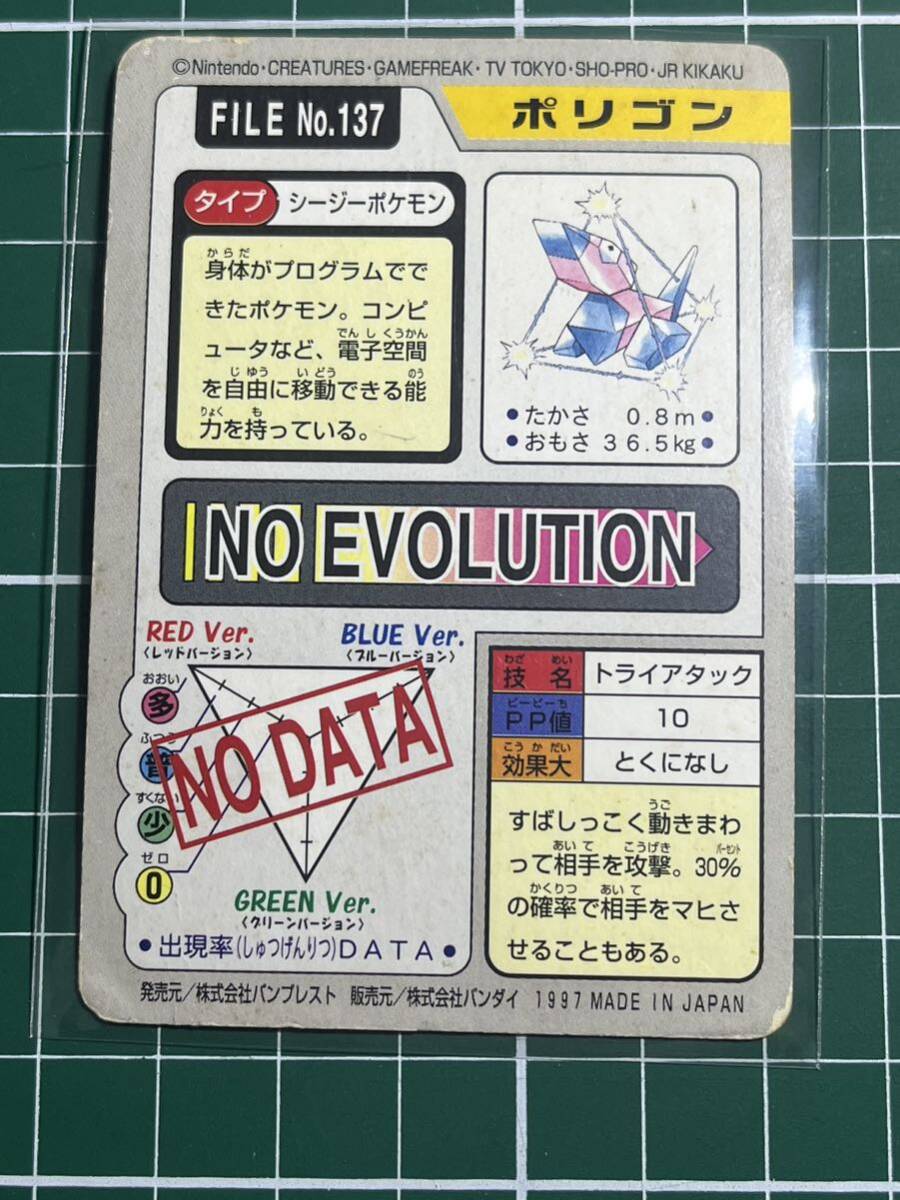 ©Nintendo・CREATURES・GAMEFREAK・TV TOKYO・SHO-PRO・JR KIKAKU
FILE No.137
ポリゴン
タイプ シージーポケモン
からだ
身体がプログラムでで
きたポケモン。コンピ
でんしくうかん
ュータなど、電子空間
じゆう いどう のう
を自由に移動できる能
りょく も
力を持っている。
●たかさ 0.8m●
●おもさ 36.5kg●
NO EVOLUTION
RED Ver.
〈レッドバージョン〉
BLUE Ver.
〈ブルーバージョン〉
おおい
多
ふつう
普
すくない
少
ゼロ
0
NO DATA
GREEN Ver.
〈グリーンバージョン〉
●出現率(しゅつげんりつ)DATA●
わざ めい
技名 トライアタック
ピーピーち
PP値 10
こうかだい
効果大 とくになし
うご
すばしっこく動きまわ
あいて こうげき パーセント
って相手を攻撃。30%
かくりつ あいて
の確率で相手をマヒさ
せることもある。
発売元/株式会社バンプレスト 販売元/株式会社バンダイ 1997 MADE IN JAPAN